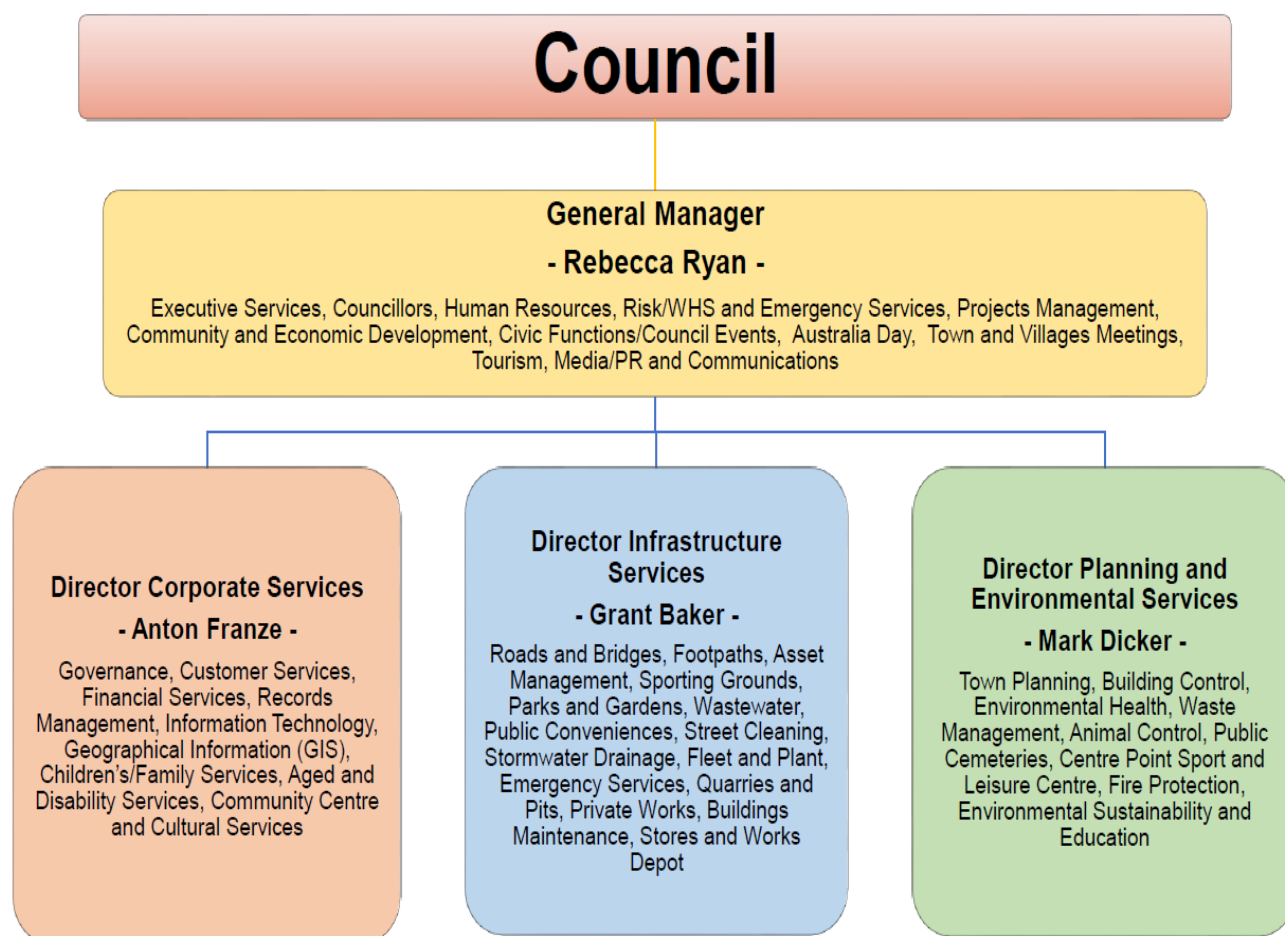 Council
General Manager
- Rebecca Ryan -
Executive Services, Councillors, Human Resources, Risk/WHS and Emergency Services, Projects Management,
Community and Economic Development, Civic Functions/Council Events,  Australia Day,  Town and Villages Meetings,
Tourism, Media/PR and Communications
Director Corporate Services
- Anton Franze -
Governance, Customer Services,
Financial Services, Records
Management, Information Technology,
Geographical Information (GIS),
Children's/Family Services, Aged and
Disability Services, Community Centre
and Cultural Services
Director Infrastructure
Services
- Grant Baker -
Roads and Bridges, Footpaths, Asset
Management, Sporting Grounds,
Parks and Gardens, Wastewater,
Public Conveniences, Street Cleaning,
Stormwater Drainage, Fleet and Plant,
Emergency Services, Quarries and
Pits, Private Works, Buildings
Maintenance, Stores and Works
Depot
Director Planning and
Environmental Services
- Mark Dicker -
Town Planning, Building Control,
Environmental Health, Waste
Management, Animal Control, Public
Cemeteries, Centre Point Sport and
Leisure Centre, Fire Protection,
Environmental Sustainability and
Education